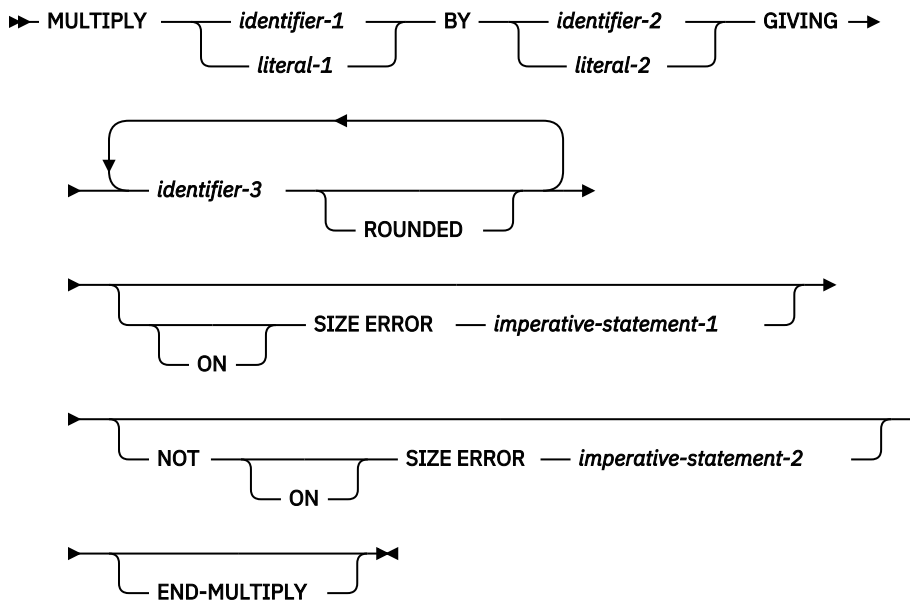 MULTIPLY identifier-1 BY identifier-2 GIVING
literal-1 literal-2
identifier-3
ROUNDED
SIZE ERROR imperative-statement-1
ON
NOT SIZE ERROR imperative-statement-2
ON
END-MULTIPLY